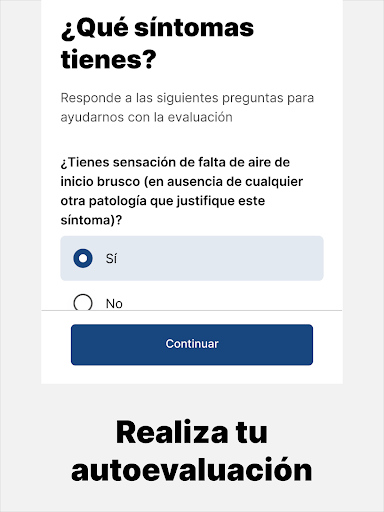 ¿Qué síntomas
tienes?
Responde a las siguientes preguntas para
ayudarnos con la evaluación
¿Tienes sensación de falta de aire de
inicio brusco (en ausencia de cualquier
otra patología que justifique este
síntoma)?
Sí
No
Continuar
Realiza tu
autoevaluación